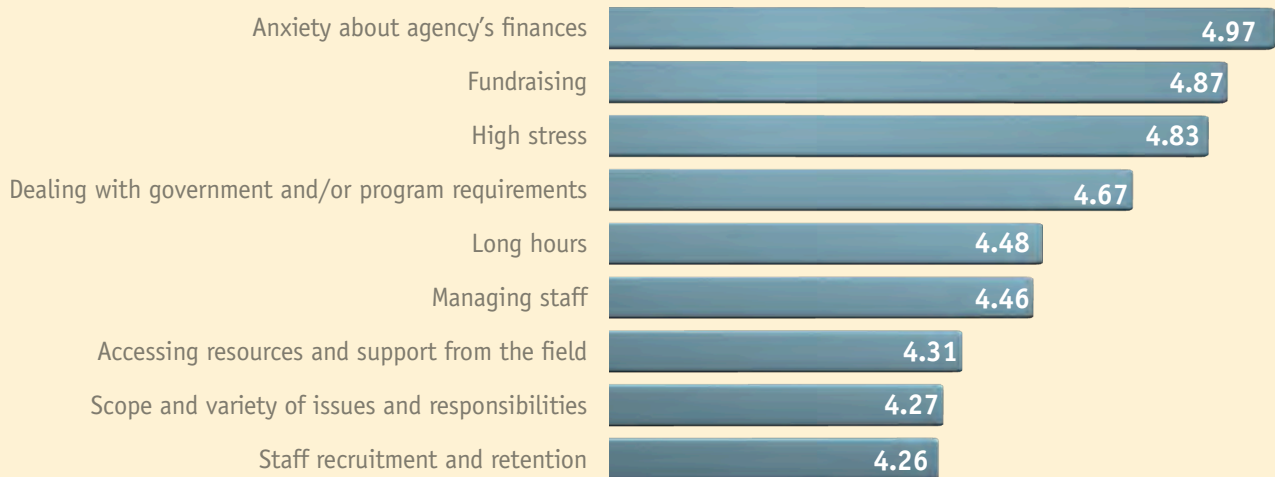 Anxiety about agency’s finances 4.97
Fundraising 4.87
High stress 4.83
Dealing with government and/or program requirements 4.67
Long hours 4.48
Managing staff 4.46
Accessing resources and support from the field 4.31
Scope and variety of issues and responsibilities 4.27
Staff recruitment and retention 4.26